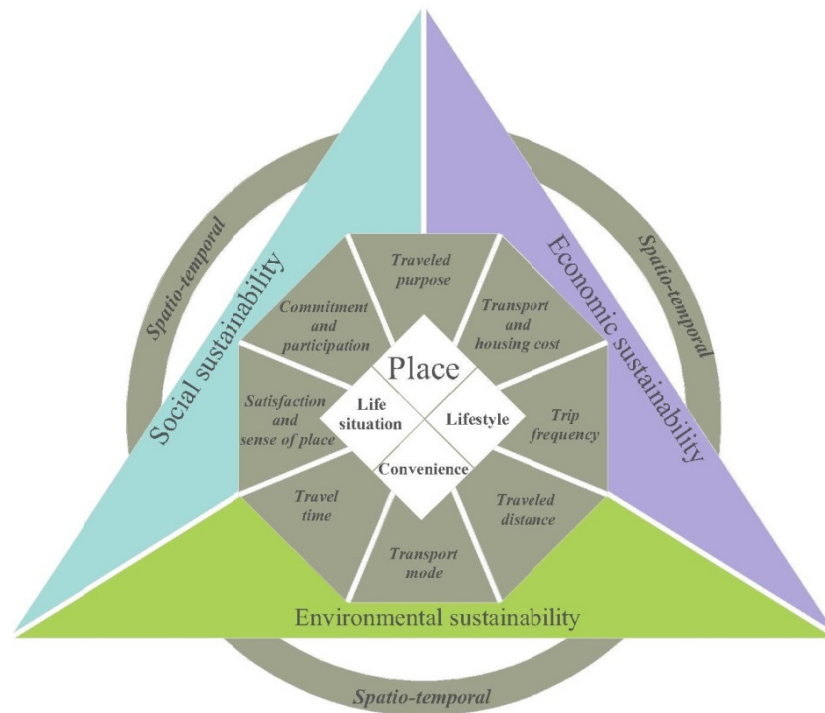 Spatio-temporal
Social sustainability
Economic sustainability
Spatio-temporal
Traveled
purpose
Commitment
and
participation
Transport
and
housing cost
Place
Satisfaction
and
sense of place
Life
situation
Lifestyle
Trip
frequency
Convenience
Travel
time
Traveled
distance
Transport
mode
Environmental sustainability
Spatio-temporal